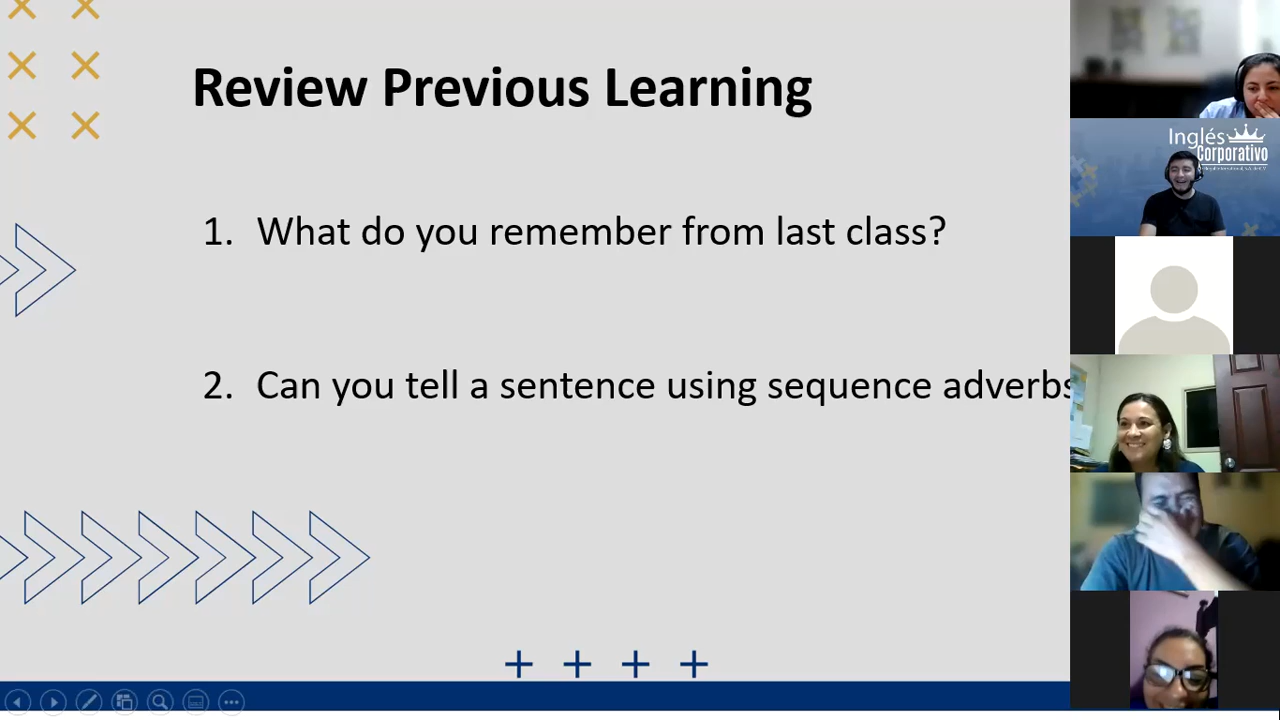 Review Previous Learning
1. What do you remember from last class?
2. Can you tell a sentence using sequence adverbs
Inglés
Corporativo